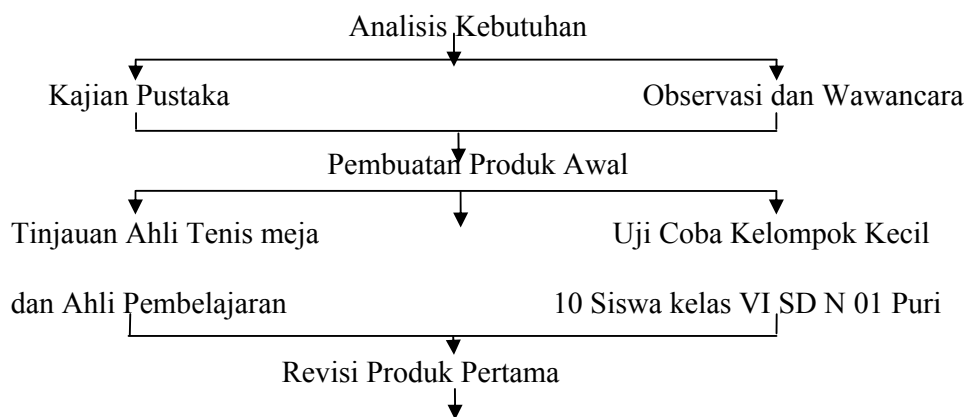 Analisis Kebutuhan
Kajian Pustaka
Observasi dan Wawancara
Pembuatan Produk Awal
Tinjauan Ahli Tenis meja
dan Ahli Pembelajaran
Uji Coba Kelompok Kecil
10 Siswa kelas VI SD N 01 Puri
Revisi Produk Pertama